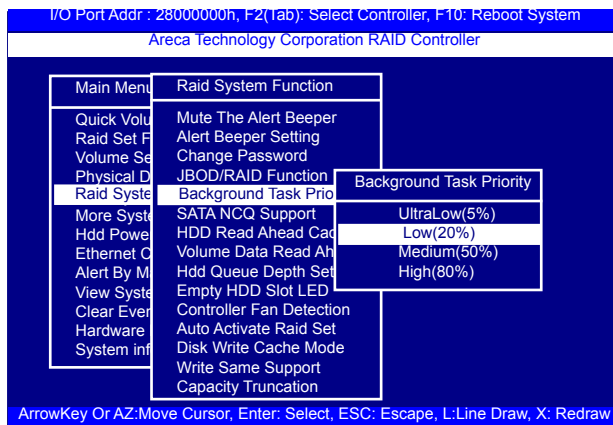 I/O Port Addr : 28000000h, F2(Tab): Select Controller, F10: Reboot System
Areca Technology Corporation RAID Controller
Main Menu
Quick Volu
Raid Set F
Volume Se
Physical D
Raid Syste
More Syste
Hdd Powe
Ethernet C
Alert By M
View Syste
Clear Even
Hardware
System inf
Raid System Function
Mute The Alert Beeper
Alert Beeper Setting
Change Password
JBOD/RAID Function
Background Task Prio
SATA NCQ Support
HDD Read Ahead Cac
Volume Data Read Ah
Hdd Queue Depth Set
Empty HDD Slot LED
Controller Fan Detection
Auto Activate Raid Set
Disk Write Cache Mode
Write Same Support
Capacity Truncation
Background Task Priority
UltraLow(5%)
Low(20%)
Medium(50%)
High(80%)
ArrowKey Or AZ:Move Cursor, Enter: Select, ESC: Escape, L:Line Draw, X: Redraw